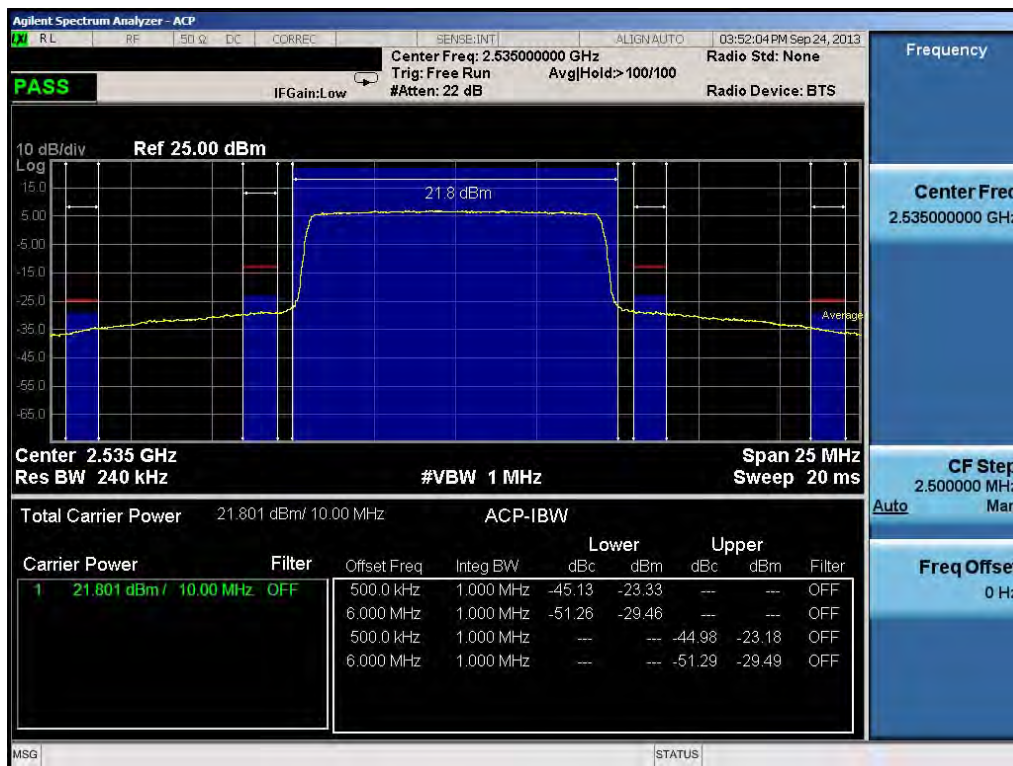 Agilent Spectrum Analyzer - ACP
LXI RL RF 50 Ω DC CORREC SENSE:INT ALIGN AUTO 03:52:04 PM Sep 24, 2013
Center Freq: 2.535000000 GHz Radio Std: None
Trig: Free Run Avg|Hold:>100/100
PASS IFGain:Low #Atten: 22 dB Radio Device: BTS
10 dB/div Ref 25.00 dBm
Log
15.0
21.8 dBm
5.00
-5.00
-15.0
-25.0
Average
-35.0
-45.0
-55.0
-65.0
Center 2.535 GHz Span 25 MHz
Res BW 240 kHz #VBW 1 MHz Sweep 20 ms
Total Carrier Power 21.801 dBm/ 10.00 MHz ACP-IBW
Lower Upper
Carrier Power Filter Offset Freq Integ BW dBc dBm dBc dBm Filter
1 21.801 dBm / 10.00 MHz OFF 500.0 kHz 1.000 MHz -45.13 -23.33 --- --- OFF
6.000 MHz 1.000 MHz -51.26 -29.46 --- --- OFF
500.0 kHz 1.000 MHz --- --- -44.98 -23.18 OFF
6.000 MHz 1.000 MHz --- --- -51.29 -29.49 OFF
MSG STATUS
Frequency
Center Freq
2.535000000 GHz
CF Step
2.500000 MHz
Auto Man
Freq Offset
0 Hz